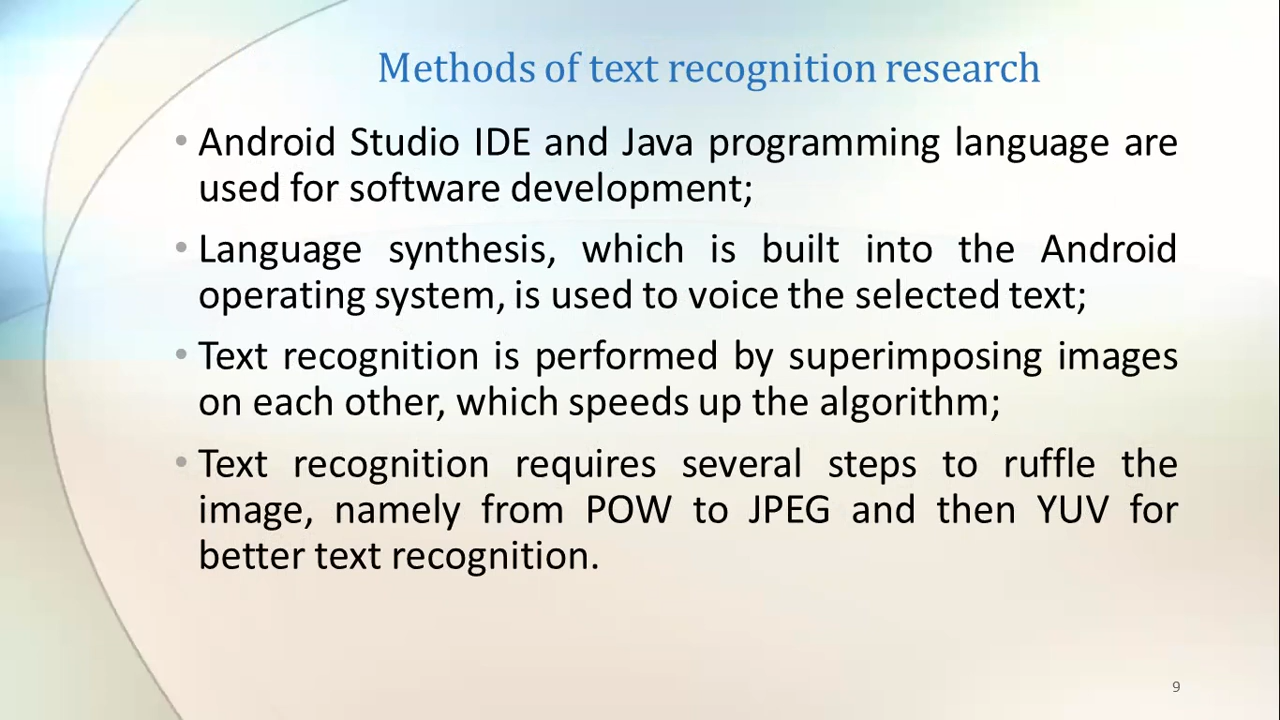 Methods of text recognition research
• Android Studio IDE and Java programming language are
used for software development;
• Language synthesis, which is built into the Android
operating system, is used to voice the selected text;
• Text recognition is performed by superimposing images
on each other, which speeds up the algorithm;
• Text recognition requires several steps to ruffle the
image, namely from POW to JPEG and then YUV for
better text recognition.
9